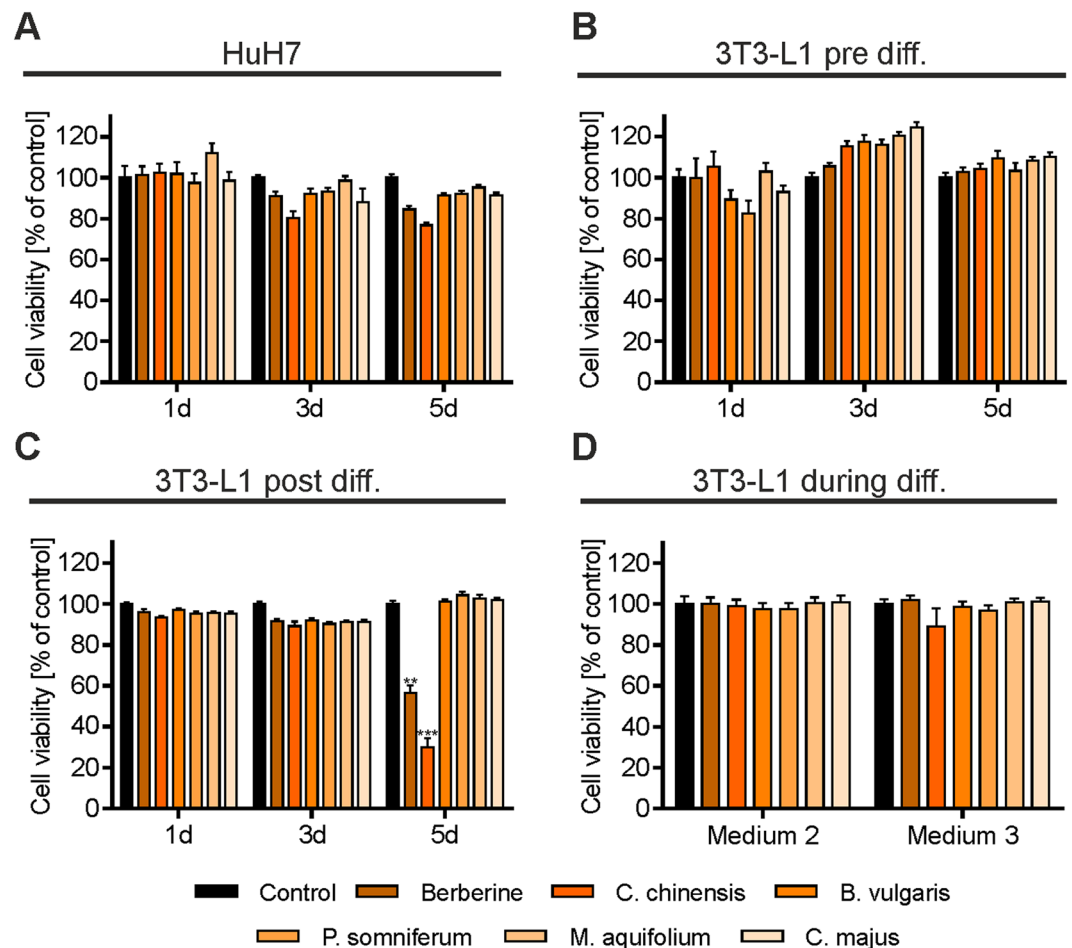 A
HuH7
Cell viability [% of control]
120
100
80
60
40
20
0
1d 3d 5d
B
3T3-L1 pre diff.
Cell viability [% of control]
120
100
80
60
40
20
0
1d 3d 5d
C
3T3-L1 post diff.
Cell viability [% of control]
120
100
80
60
40
20
0
**
***
1d 3d 5d
D
3T3-L1 during diff.
Cell viability [% of control]
120
100
80
60
40
20
0
Medium 2 Medium 3
Control Berberine C. chinensis B. vulgaris
P. somniferum M. aquifolium C. majus